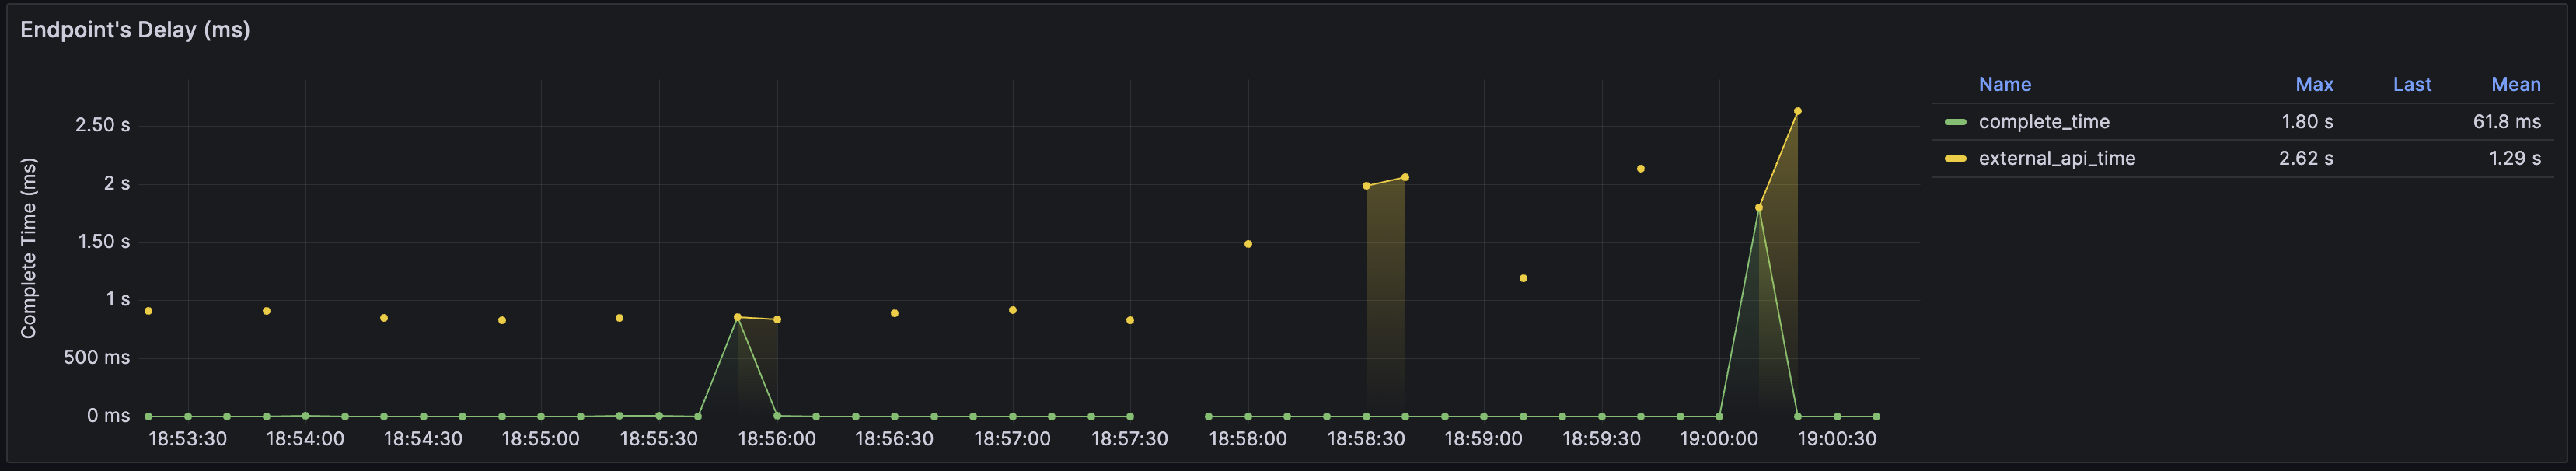 Endpoint's Delay (ms)
Complete Time (ms)
2.50 s
2 s
1.50 s
1 s
500 ms
0 ms
18:53:30 18:54:00 18:54:30 18:55:00 18:55:30 18:56:00 18:56:30 18:57:00 18:57:30 18:58:00 18:58:30 18:59:00 18:59:30 19:00:00 19:00:30
Name Max Last Mean
complete_time 1.80 s 61.8 ms
external_api_time 2.62 s 1.29 s